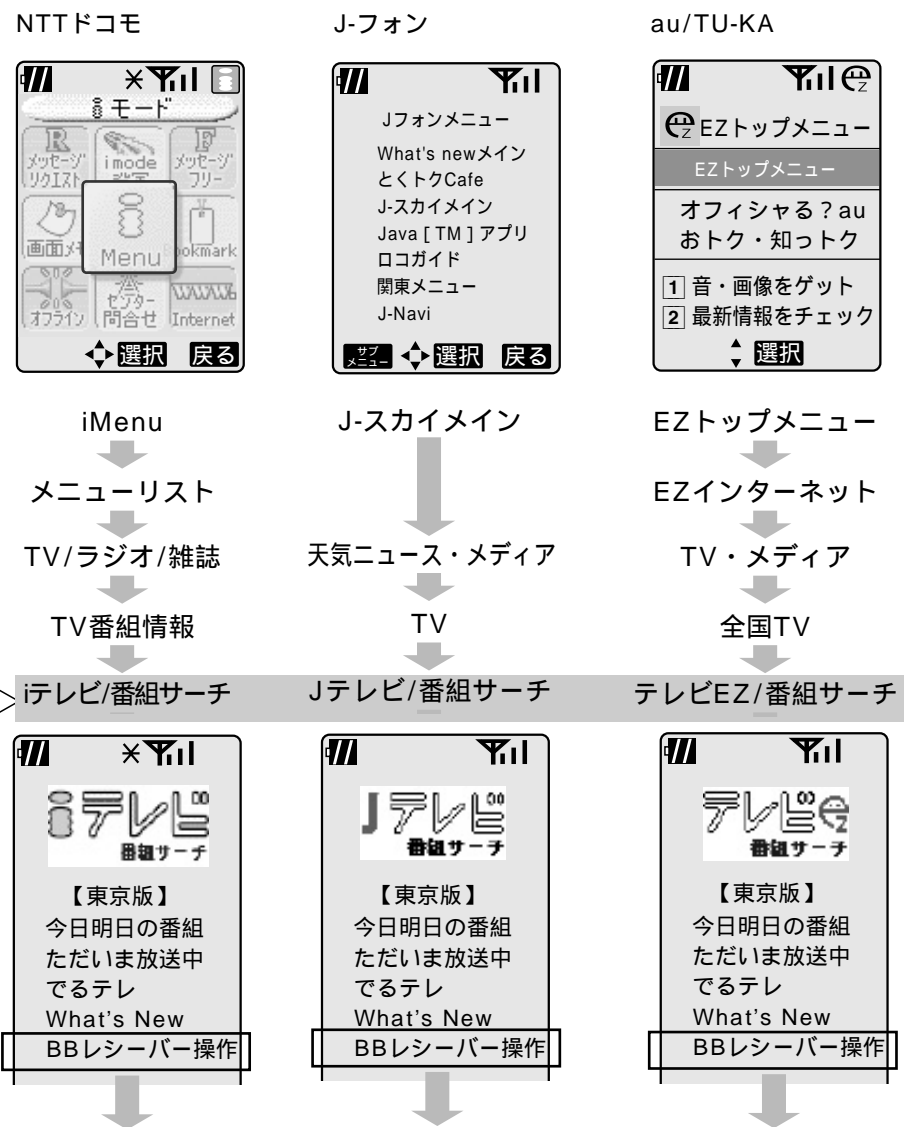 NTTドコモ
iモード
R
メッセージ
リクエスト
imode
F
メッセージ
フリー
画面メモ
Menu
ookmark
オフライン
センター
問合せ
Internet
選択 戻る
iMenu
メニューリスト
TV/ラジオ/雑誌
TV番組情報
iテレビ/番組サーチ
iテレビ
番組サーチ
【東京版】
今日明日の番組
ただいま放送中
でるテレ
What's New
BBレシーバー操作
J-フォン
Jフォンメニュー
What's newメイン
とくトクCafe
J-スカイメイン
Java [ TM ] アプリ
ロコガイド
関東メニュー
J-Navi
サブ
メニュー 選択 戻る
J-スカイメイン
天気ニュース・メディア
TV
Jテレビ/番組サーチ
Jテレビ
番組サーチ
【東京版】
今日明日の番組
ただいま放送中
でるテレ
What's New
BBレシーバー操作
au/TU-KA
EZトップメニュー
EZトップメニュー
オフィシャる?au
おトク・知っトク
1 音・画像をゲット
2 最新情報をチェック
選択
EZトップメニュー
EZインターネット
TV・メディア
全国TV
テレビEZ/番組サーチ
テレビez
番組サーチ
【東京版】
今日明日の番組
ただいま放送中
でるテレ
What's New
BBレシーバー操作